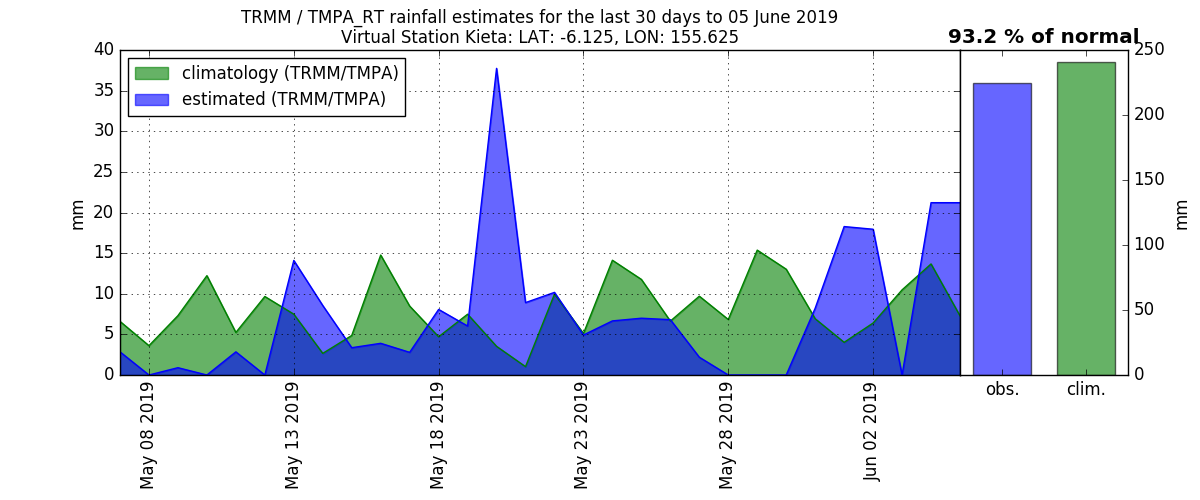 TRMM / TMPA_RT rainfall estimates for the last 30 days to 05 June 2019
Virtual Station Kieta: LAT: -6.125, LON: 155.625
93.2 % of normal
climatology (TRMM/TMPA)
estimated (TRMM/TMPA)
mm
40
35
30
25
20
15
10
5
0
May 08 2019
May 13 2019
May 18 2019
May 23 2019
May 28 2019
Jun 02 2019
obs.
clim.
250
200
150
100
50
0
mm